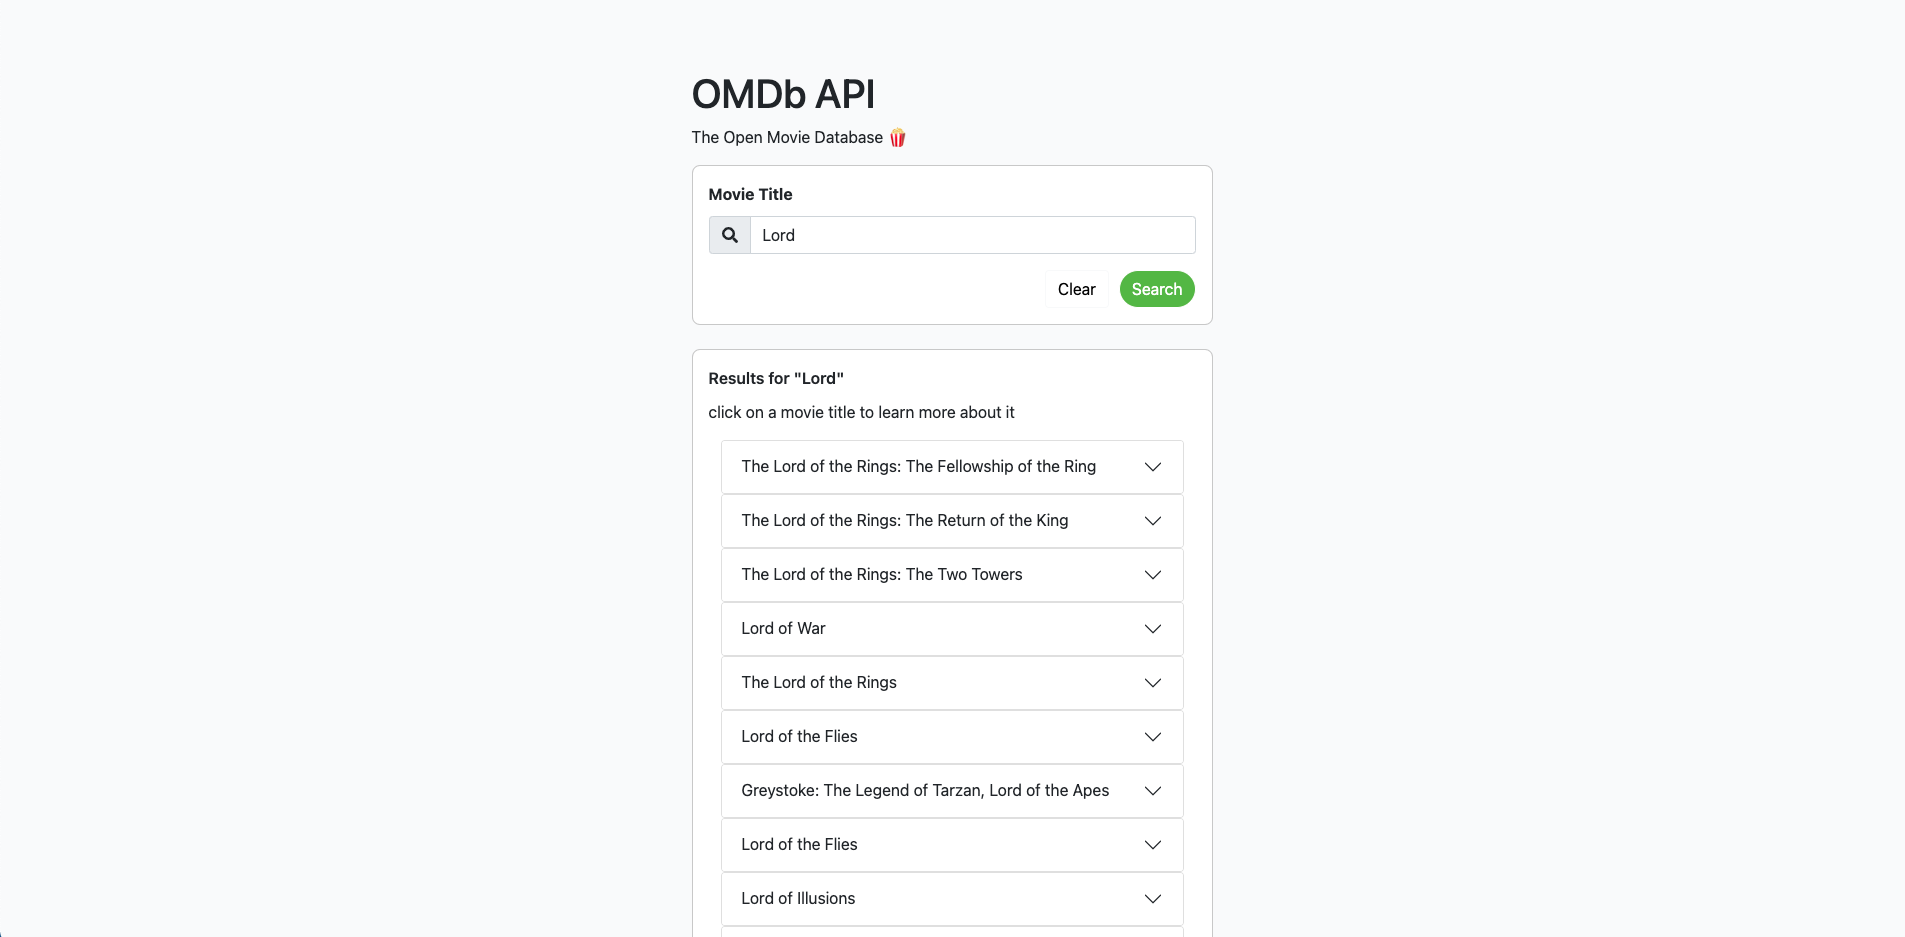 OMDb API
The Open Movie Database 🍿
Movie Title
Lord
Clear Search
Results for "Lord"
click on a movie title to learn more about it
The Lord of the Rings: The Fellowship of the Ring
The Lord of the Rings: The Return of the King
The Lord of the Rings: The Two Towers
Lord of War
The Lord of the Rings
Lord of the Flies
Greystoke: The Legend of Tarzan, Lord of the Apes
Lord of the Flies
Lord of Illusions